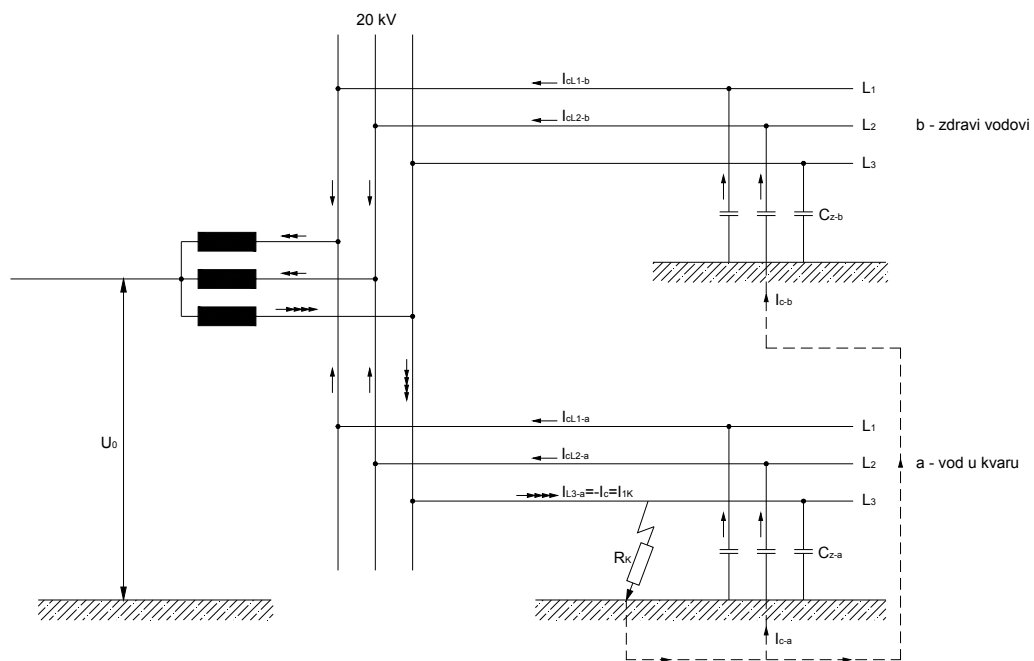 20 kV
IcL1-b
L1
IcL2-b
L2
b - zdravi vodovi
L3
Cz-b
Ic-b
U0
IcL1-a
L1
IcL2-a
L2
a - vod u kvaru
IL3-a=-Ic=I1K
L3
RK
Cz-a
Ic-a